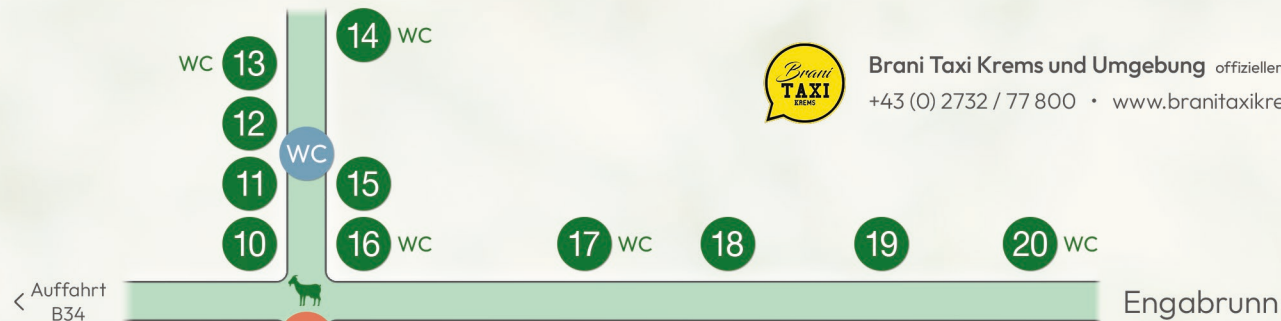 14 WC
WC 13
Brani
TAXI
KREMS
Brani Taxi Krems und Umgebung offizieller
+43 (0) 2732 / 77 800 • www.branitaxikre
12
WC
11
15
10
16 WC
17 WC
18
19
20 WC
< Auffahrt
B34
Engabrunn